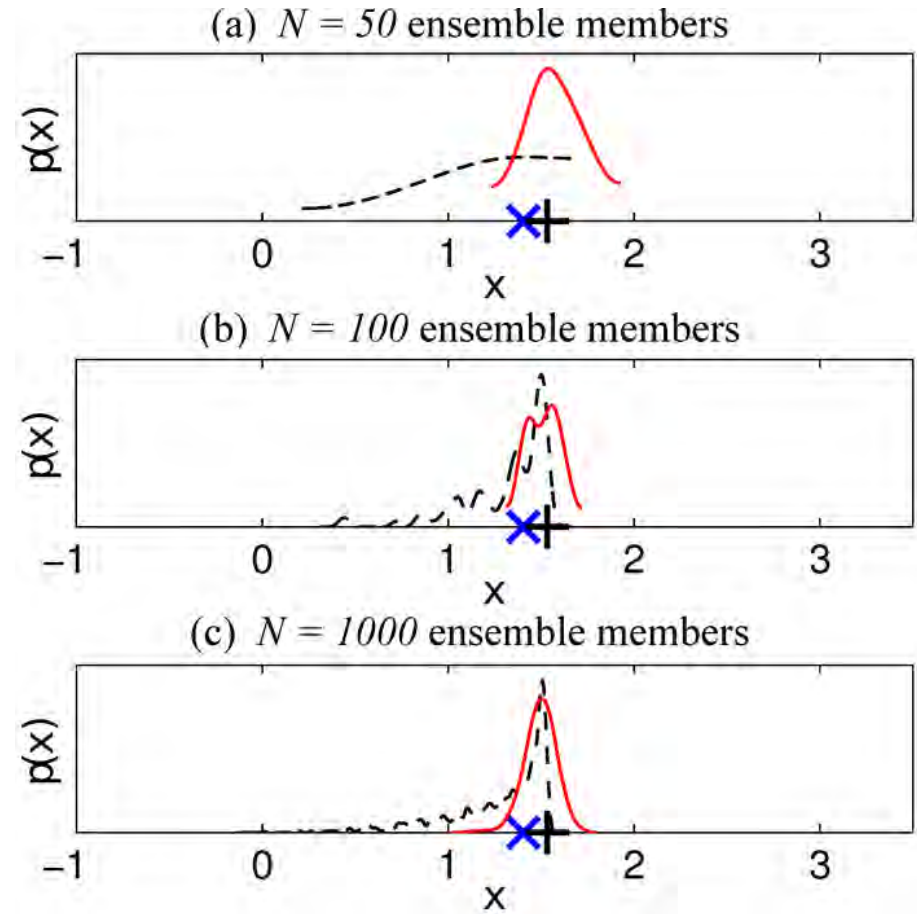 (a) N = 50 ensemble members
p(x)
−1 0 1 2 3
x
(b) N = 100 ensemble members
p(x)
−1 0 1 2 3
x
(c) N = 1000 ensemble members
p(x)
−1 0 1 2 3
x